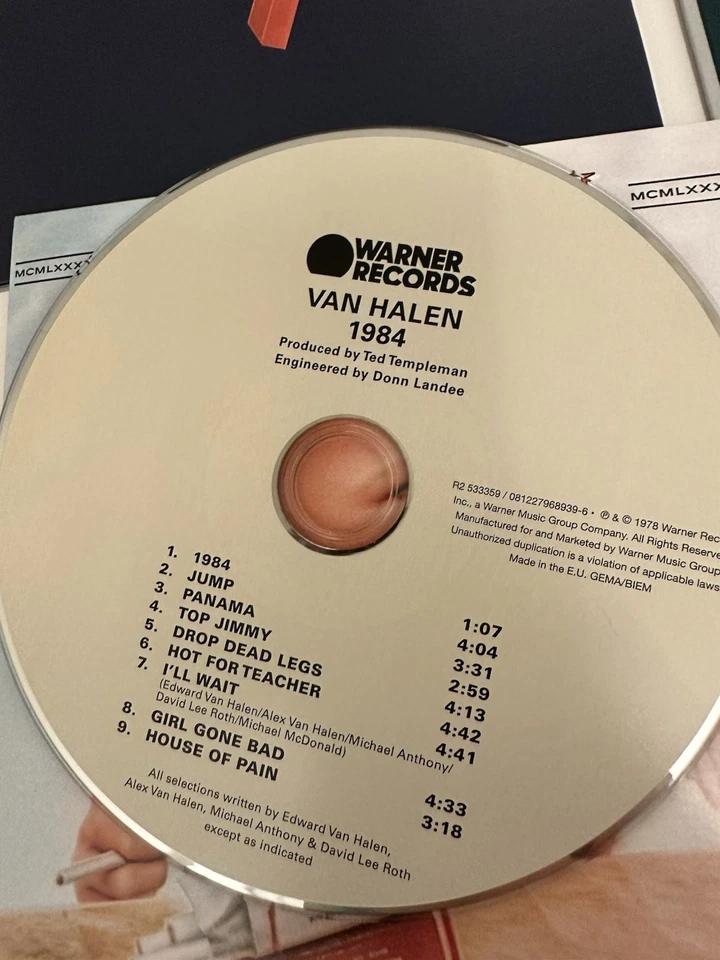 MCMLXXX
MCMLXXX
WARNER
RECORDS
VAN HALEN
1984
Produced by Ted Templeman
Engineered by Donn Landee
R2 533359 / 081227968939-6 • ℗ & © 1978 Warner Rec
Inc., a Warner Music Group Company. All Rights Reserve
Manufactured for and Marketed by Warner Music Group
Unauthorized duplication is a violation of applicable laws
Made in the E.U. GEMA/BIEM
1. 1984 1:07
2. JUMP 4:04
3. PANAMA 3:31
4. TOP JIMMY 2:59
5. DROP DEAD LEGS 4:13
6. HOT FOR TEACHER 4:42
7. I'LL WAIT 4:41
(Edward Van Halen/Alex Van Halen/Michael Anthony/
David Lee Roth/Michael McDonald)
8. GIRL GONE BAD 4:33
9. HOUSE OF PAIN 3:18
All selections written by Edward Van Halen,
Alex Van Halen, Michael Anthony & David Lee Roth
except as indicated